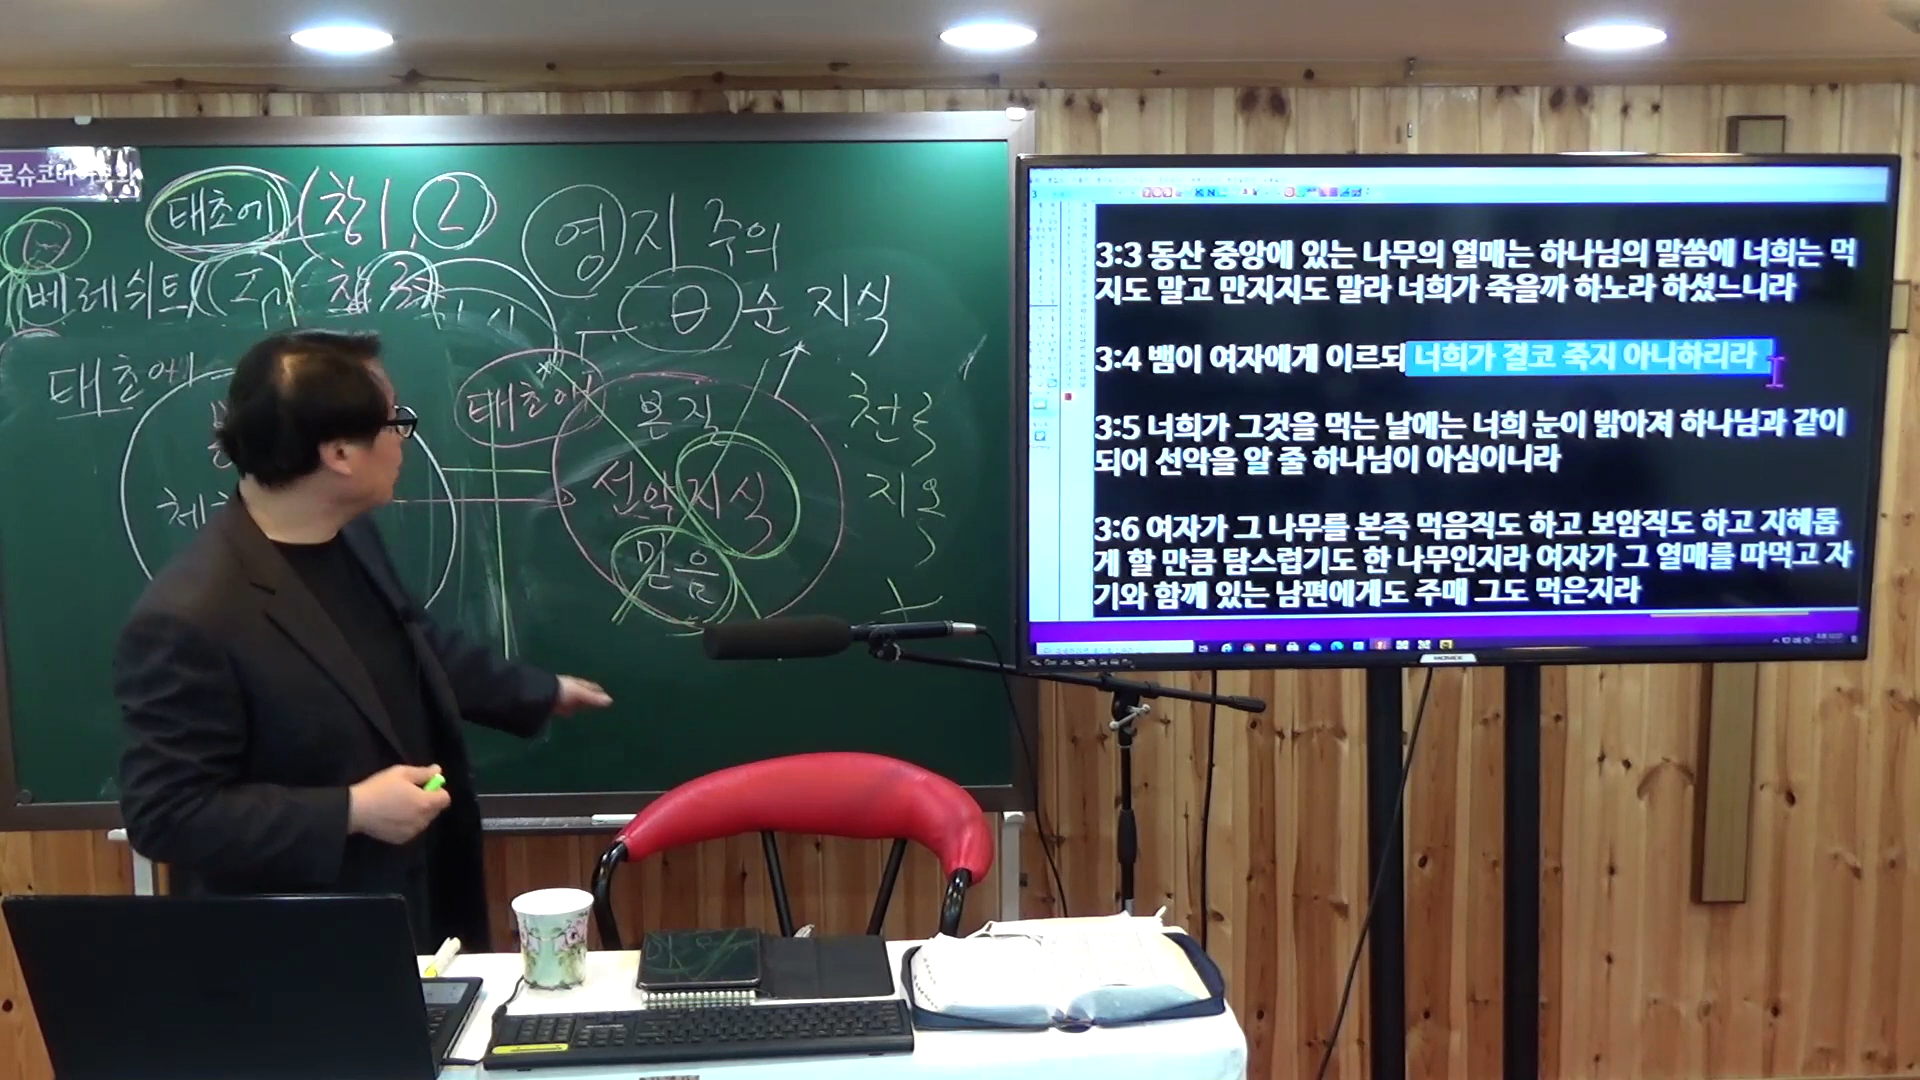 태초에 (창1,2
영지주의
베레쉬트
순 지식
태초에
태초에
본질
선악지식
믿음
천국
지옥
3:3 동산 중앙에 있는 나무의 열매는 하나님의 말씀에 너희는 먹
지도 말고 만지지도 말라 너희가 죽을까 하노라 하셨느니라
3:4 뱀이 여자에게 이르되 너희가 결코 죽지 아니하리라
3:5 너희가 그것을 먹는 날에는 너희 눈이 밝아져 하나님과 같이
되어 선악을 알 줄 하나님이 아심이니라
3:6 여자가 그 나무를 본즉 먹음직도 하고 보암직도 하고 지혜롭
게 할 만큼 탐스럽기도 한 나무인지라 여자가 그 열매를 따먹고 자
기와 함께 있는 남편에게도 주매 그도 먹은지라